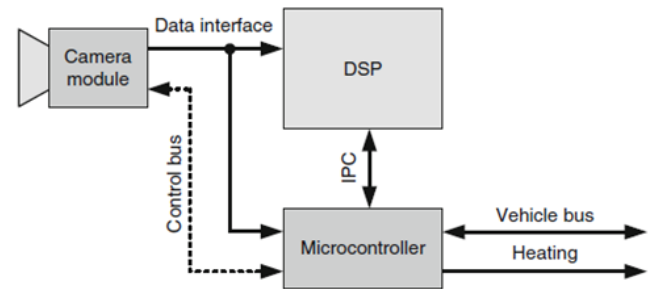 Data interface
Camera
module
DSP
Control bus
IPC
Microcontroller
Vehicle bus
Heating